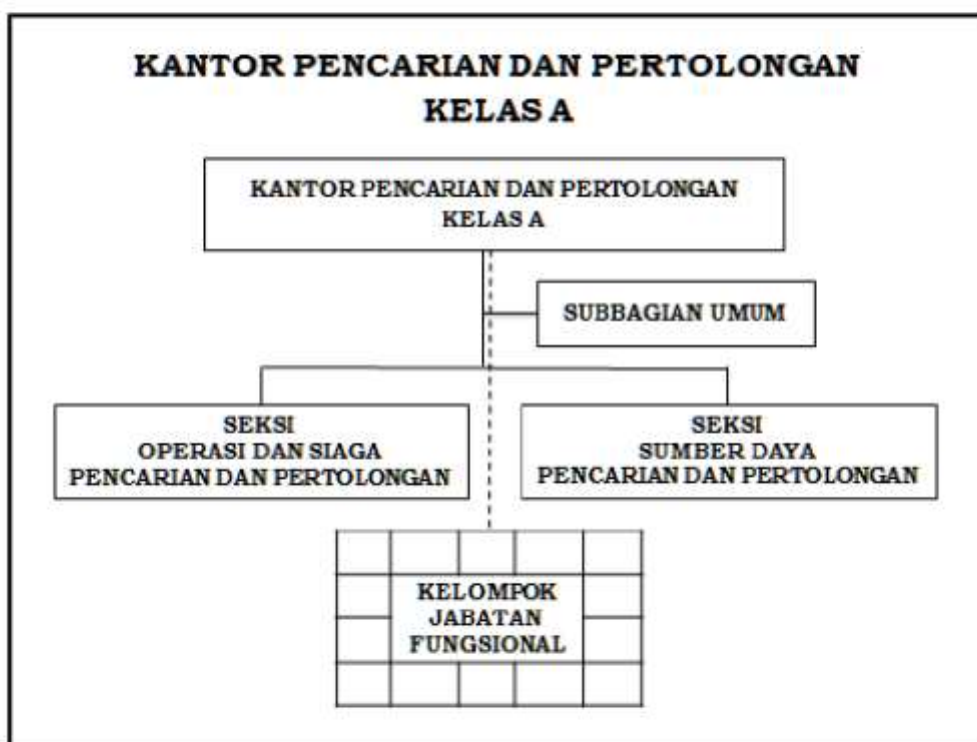 KANTOR PENCARIAN DAN PERTOLONGAN
KELAS A
KANTOR PENCARIAN DAN PERTOLONGAN
KELAS A
SUBBAGIAN UMUM
SEKSI
OPERASI DAN SIAGA
PENCARIAN DAN PERTOLONGAN
SEKSI
SUMBER DAYA
PENCARIAN DAN PERTOLONGAN
KELOMPOK
JABATAN
FUNGSIONAL